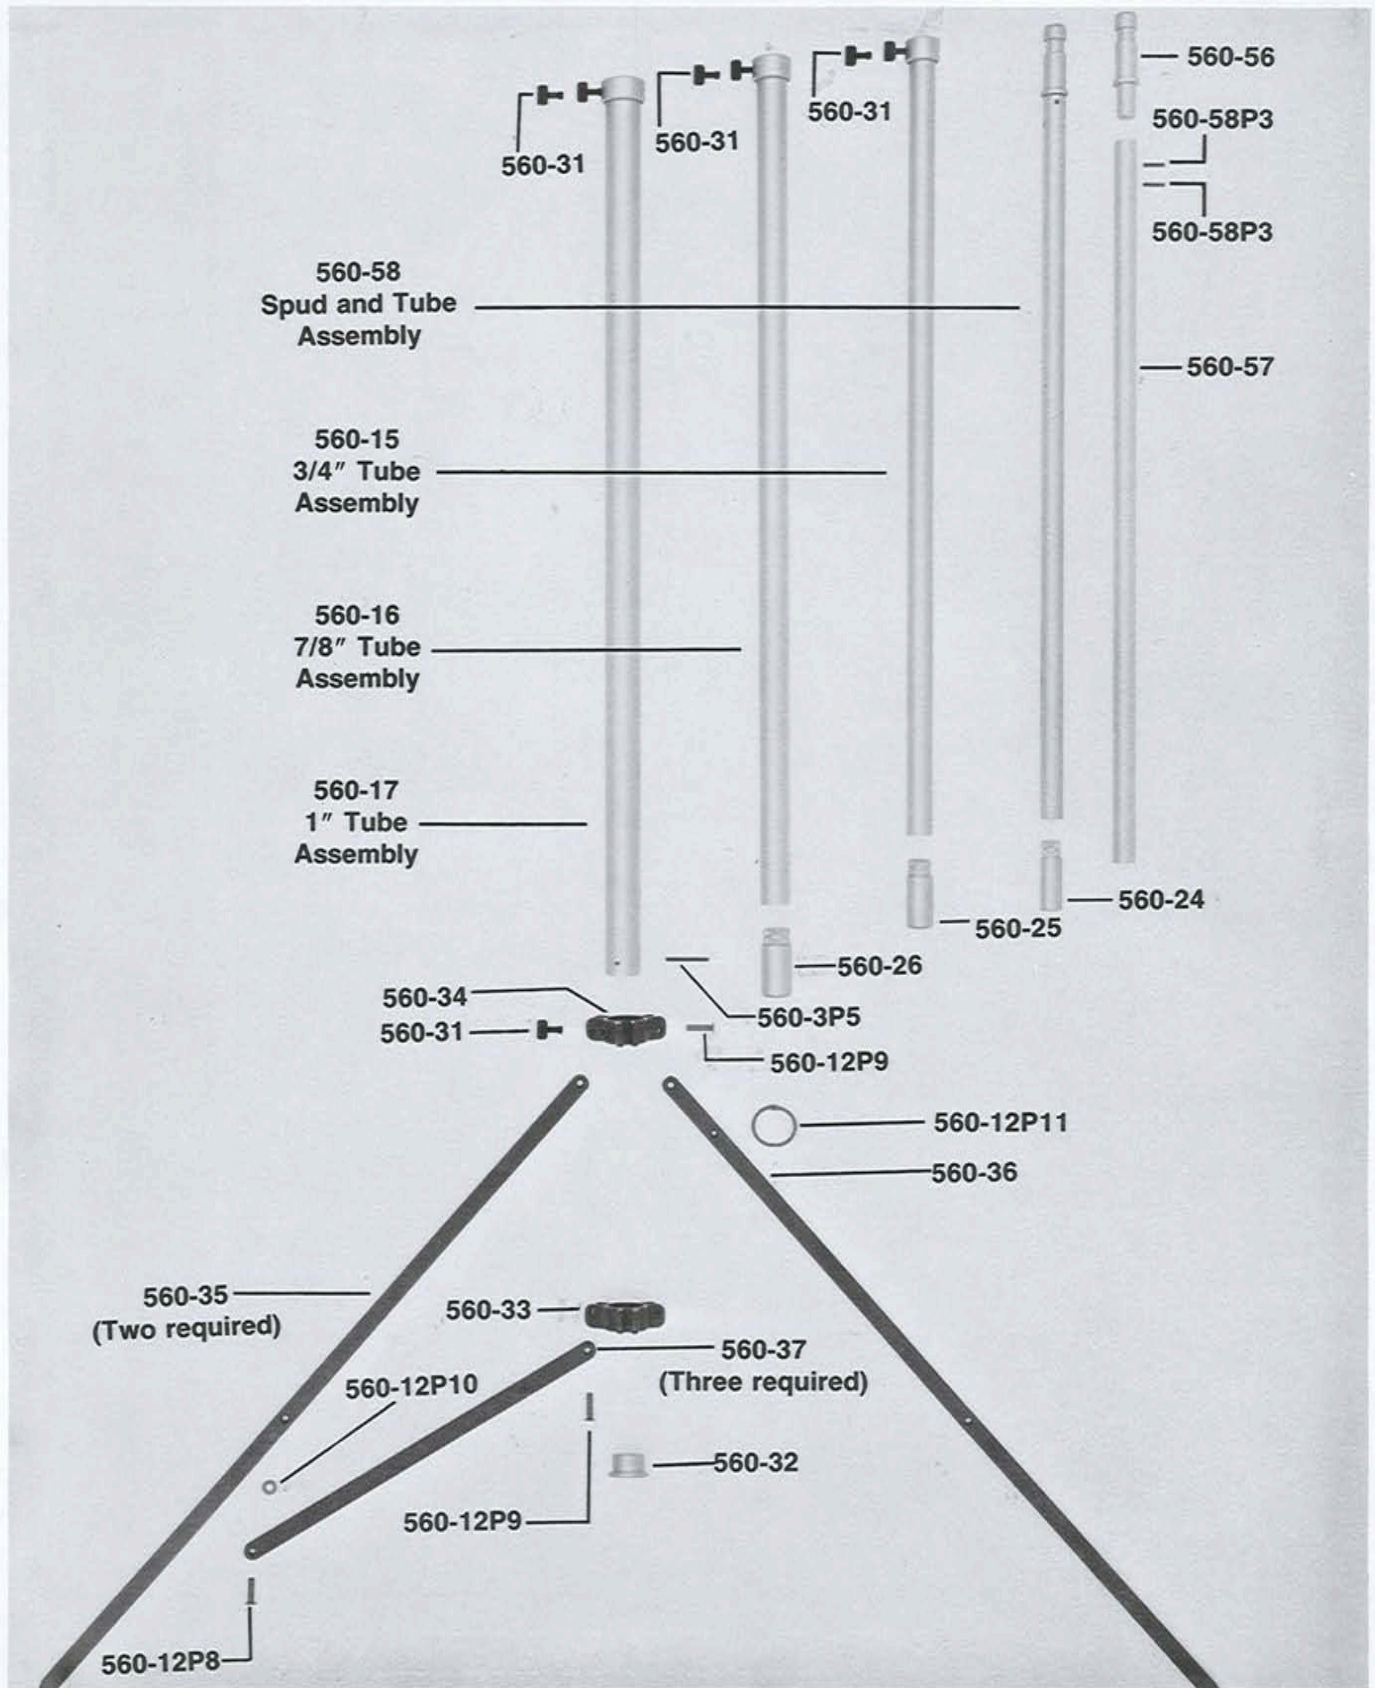 560-56
560-58P3
560-31
560-31
560-31
560-58P3
560-58
Spud and Tube
Assembly
560-57
560-15
3/4″ Tube
Assembly
560-16
7/8″ Tube
Assembly
560-17
1″ Tube
Assembly
560-24
560-25
560-26
560-34
560-3P5
560-31
560-12P9
560-12P11
560-36
560-35
(Two required)
560-33
560-37
(Three required)
560-12P10
560-32
560-12P9
560-12P8